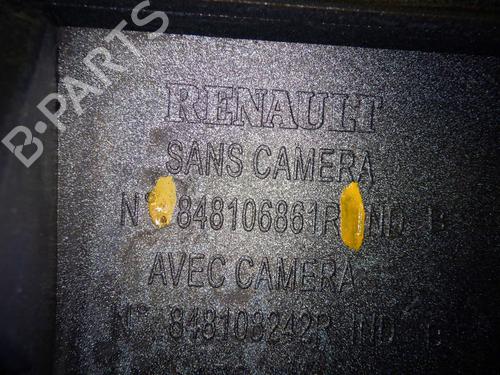 B-PARTS
RENAULT
SANS CAMERA
N° 848106861R IND B
AVEC CAMERA
N° 848108242R IND